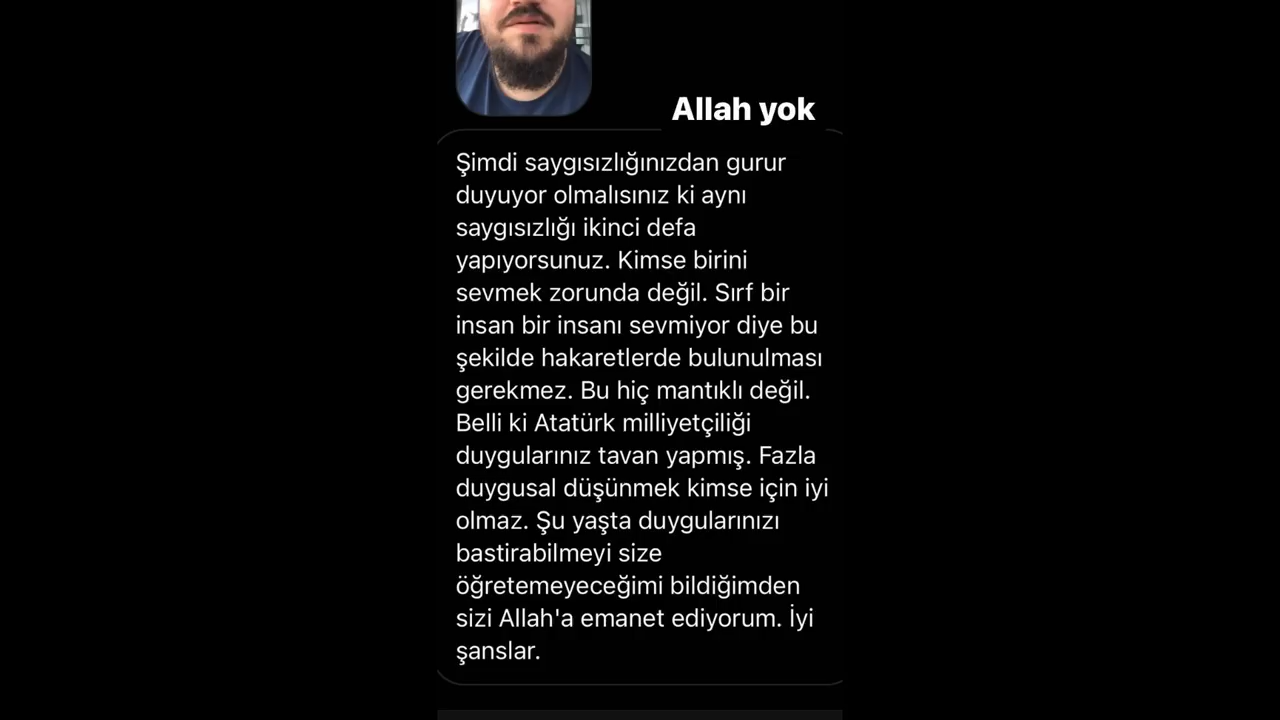 Allah yok
Şimdi saygısızlığınızdan gurur
duyuyor olmalısınız ki aynı
saygısızlığı ikinci defa
yapıyorsunuz. Kimse birini
sevmek zorunda değil. Sırf bir
insan bir insanı sevmiyor diye bu
şekilde hakaretlerde bulunulması
gerekmez. Bu hiç mantıklı değil.
Belli ki Atatürk milliyetçiliği
duygularınız tavan yapmış. Fazla
duygusal düşünmek kimse için iyi
olmaz. Şu yaşta duygularınızı
bastirabilmeyi size
öğretemeyeceğimi bildiğimden
sizi Allah'a emanet ediyorum. İyi
şanslar.